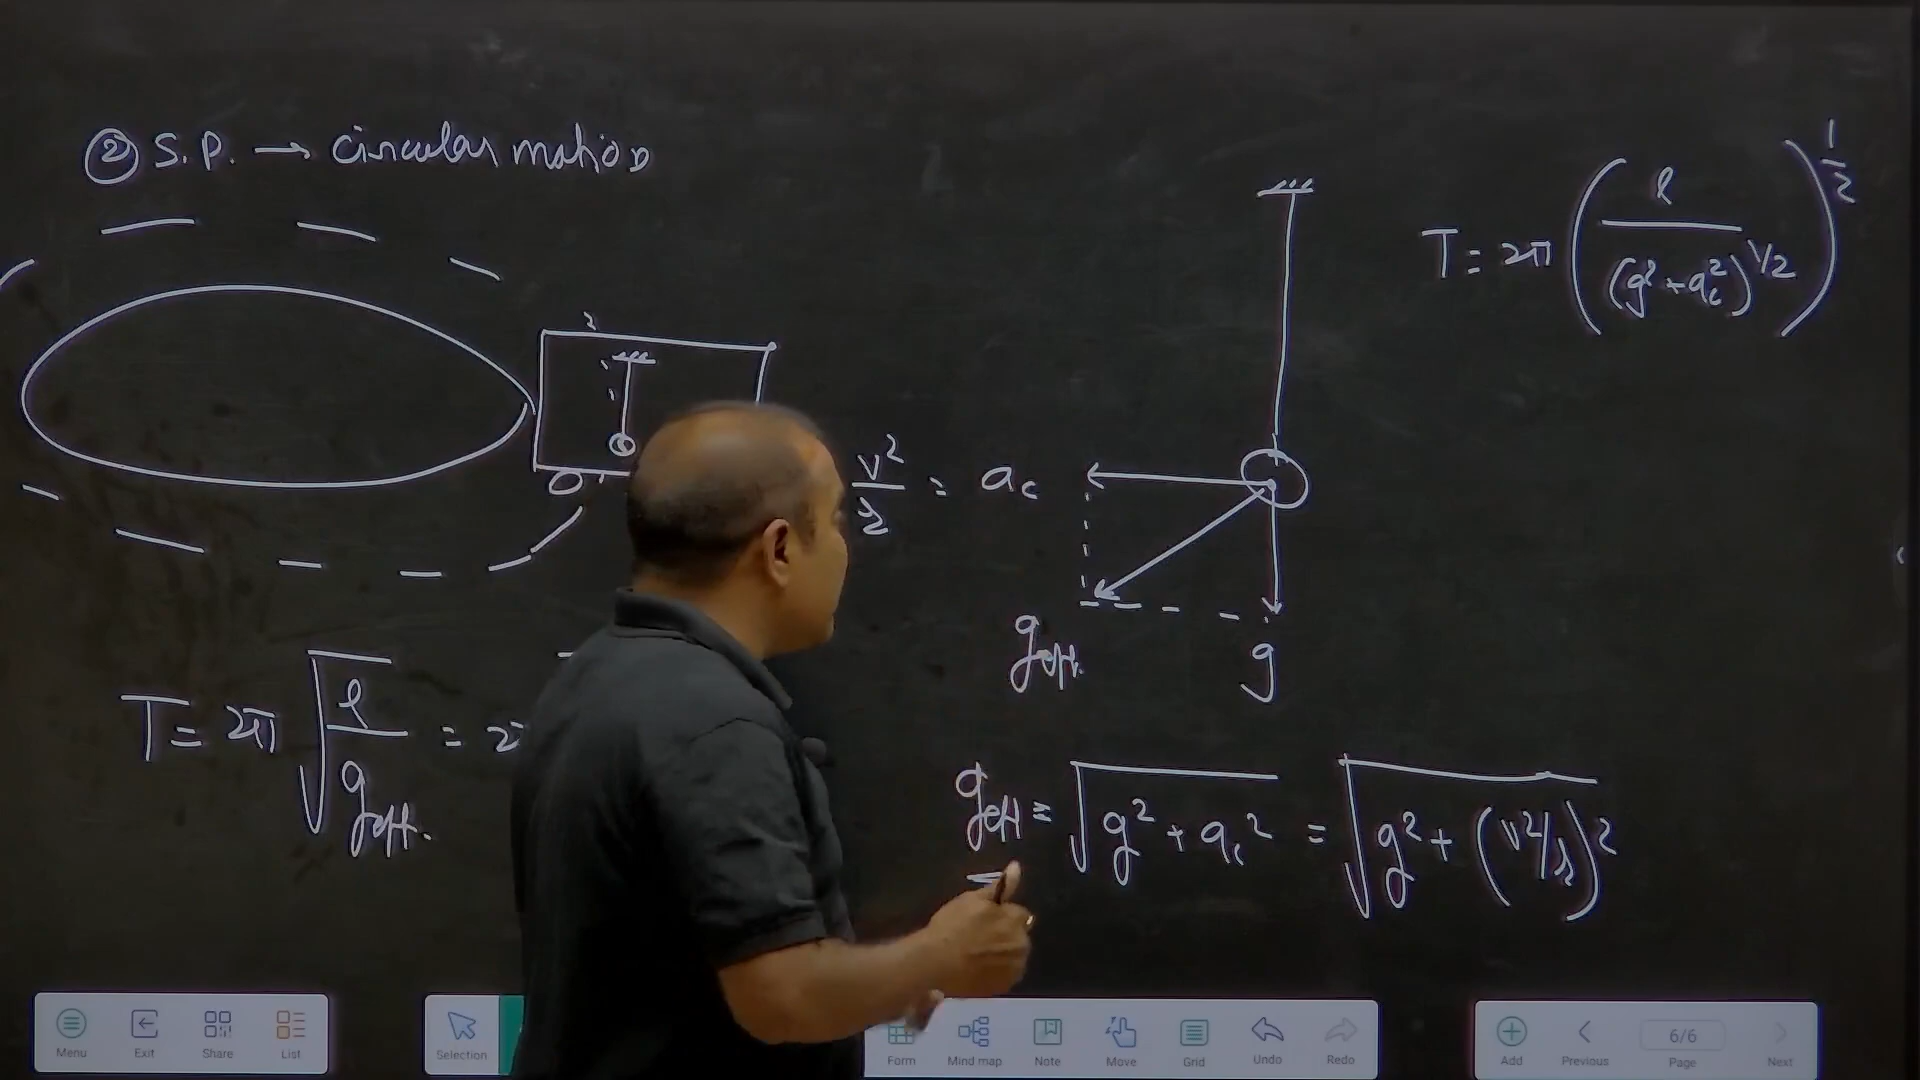 ② S.P. → circular motion
T = 2π ( l / (g² + a_c²)^1/2 )^1/2
v²/r = a_c
g_eff.
g
T = 2π √(l / g_eff.) = 2π
g_eff = √(g² + a_c²) = √(g² + (v²/r)²)
Menu Exit Share List Selection Form Mind map Note Move Grid Undo Redo Add Previous 6/6 Page Next